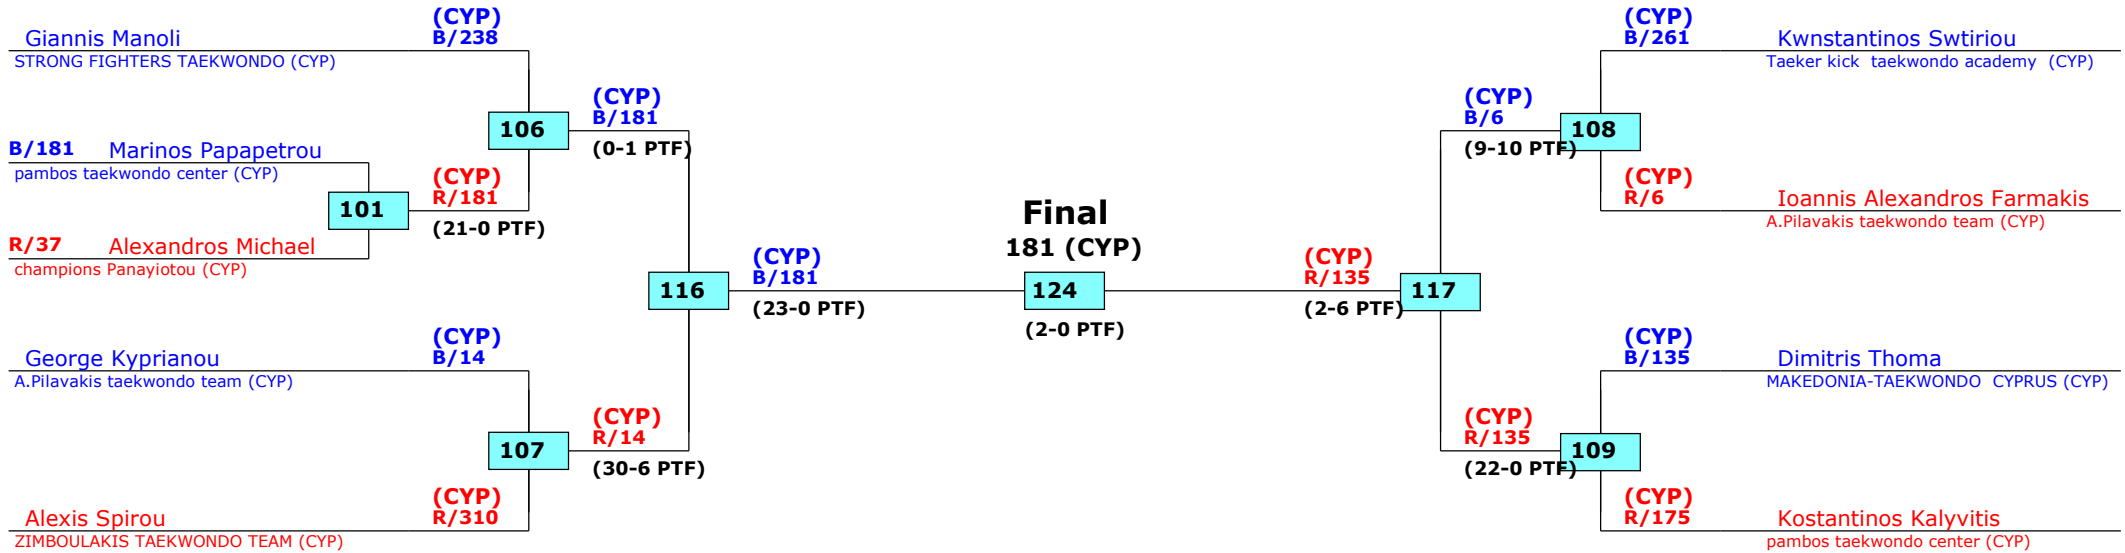 (CYP)
B/238
Giannis Manoli
STRONG FIGHTERS TAEKWONDO (CYP)
106
(CYP)
B/181
(0-1 PTF)
B/181 Marinos Papapetrou
pambos taekwondo center (CYP)
101
(CYP)
R/181
(21-0 PTF)
R/37 Alexandros Michael
champions Panayiotou (CYP)
116
(CYP)
B/181
(23-0 PTF)
(CYP)
B/14
George Kyprianou
A.Pilavakis taekwondo team (CYP)
107
(CYP)
R/14
(30-6 PTF)
(CYP)
R/310
Alexis Spirou
ZIMBOULAKIS TAEKWONDO TEAM (CYP)
Final
181 (CYP)
124
(2-0 PTF)
(CYP)
R/135
(2-6 PTF)
117
(CYP)
B/261
Kwnstantinos Swtiriou
Taeker kick taekwondo academy (CYP)
(CYP)
B/6
(9-10 PTF)
108
(CYP)
R/6
Ioannis Alexandros Farmakis
A.Pilavakis taekwondo team (CYP)
(CYP)
B/135
Dimitris Thoma
MAKEDONIA-TAEKWONDO CYPRUS (CYP)
(CYP)
R/135
(22-0 PTF)
109
(CYP)
R/175
Kostantinos Kalyvitis
pambos taekwondo center (CYP)